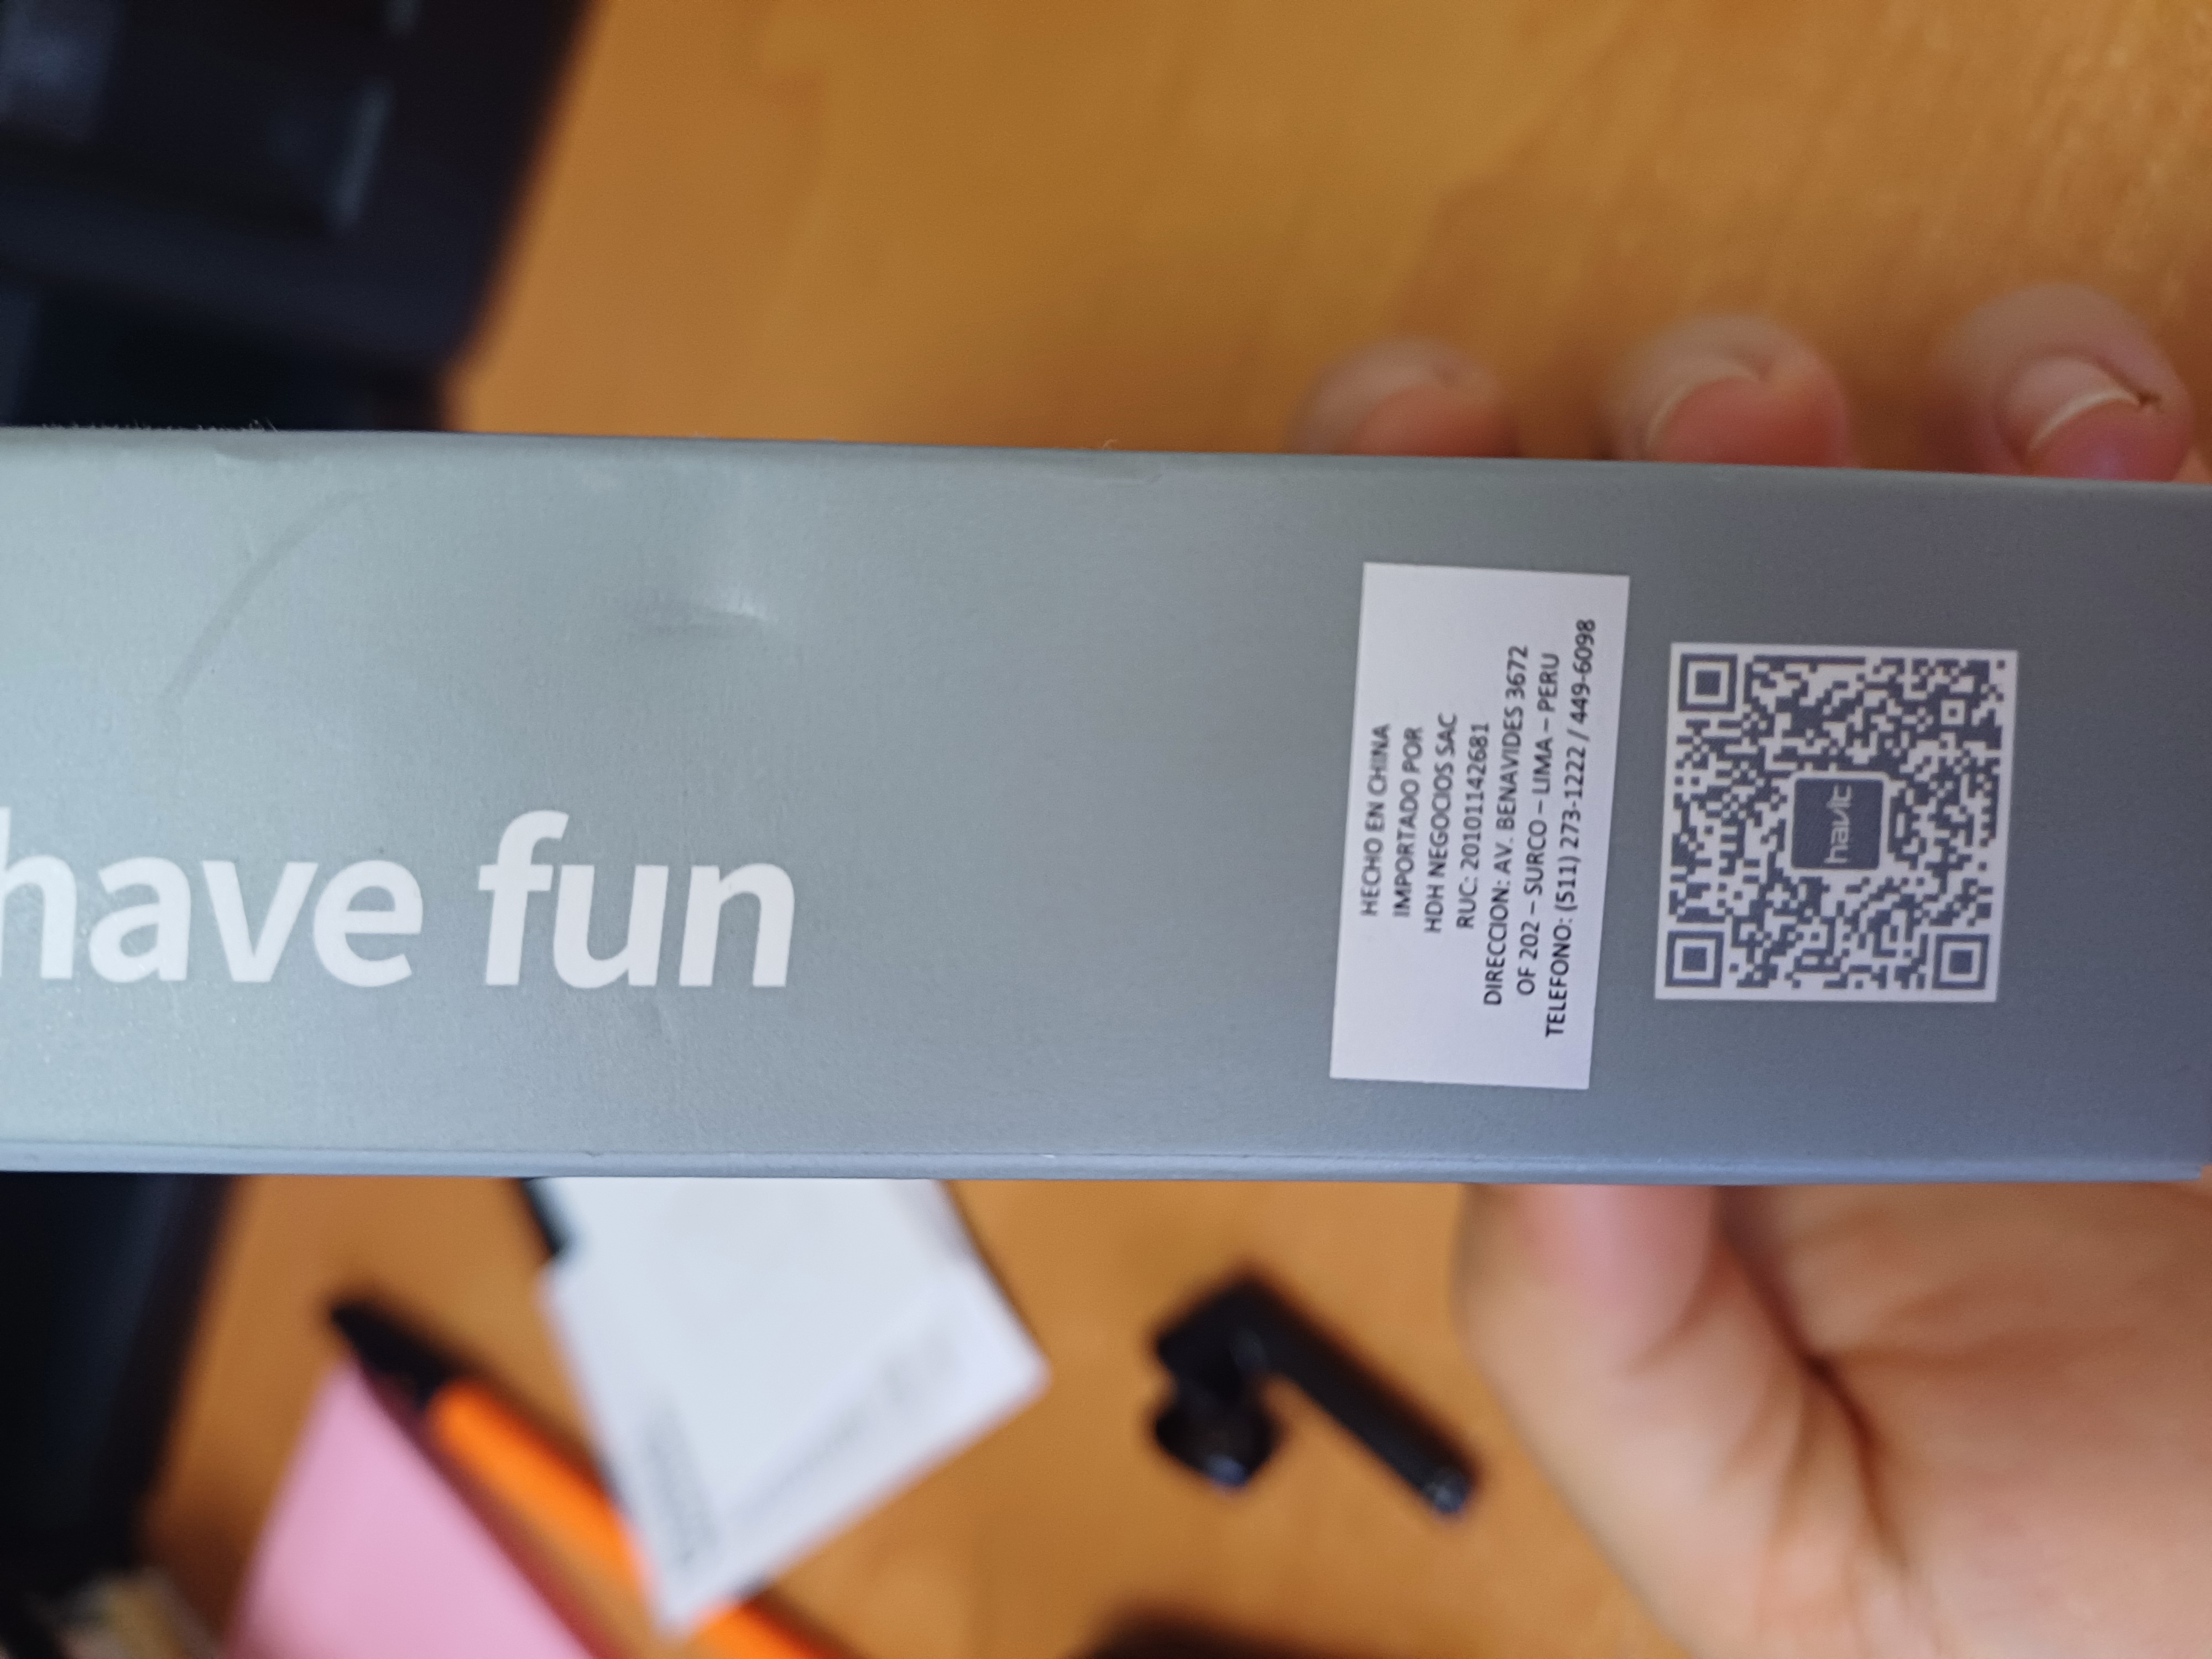 have fun
HECHO EN CHINA
IMPORTADO POR
HDH NEGOCIOS SAC
RUC: 20101142681
DIRECCION: AV. BENAVIDES 3672
OF 202 – SURCO – LIMA – PERU
TELEFONO: (511) 273-1222 / 449-6098
havit